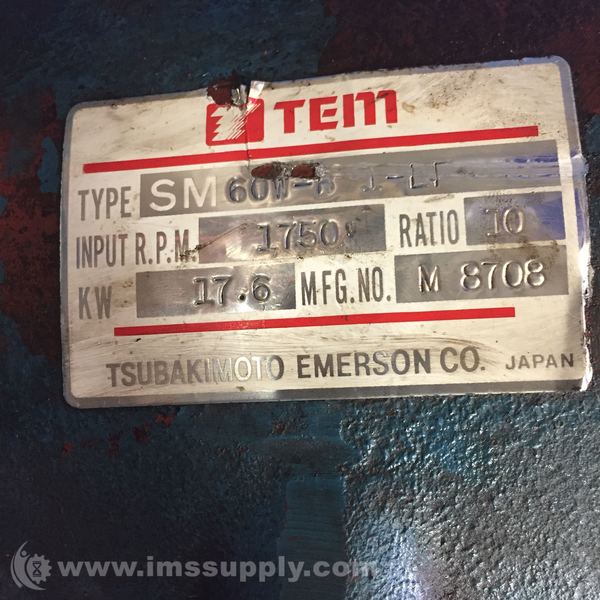 TEM
TYPE SM
INPUT R.P.M. 1750 RATIO 10
KW 17.6 MFG.NO. M 8708
TSUBAKIMOTO EMERSON CO. JAPAN
www.imssupply.com